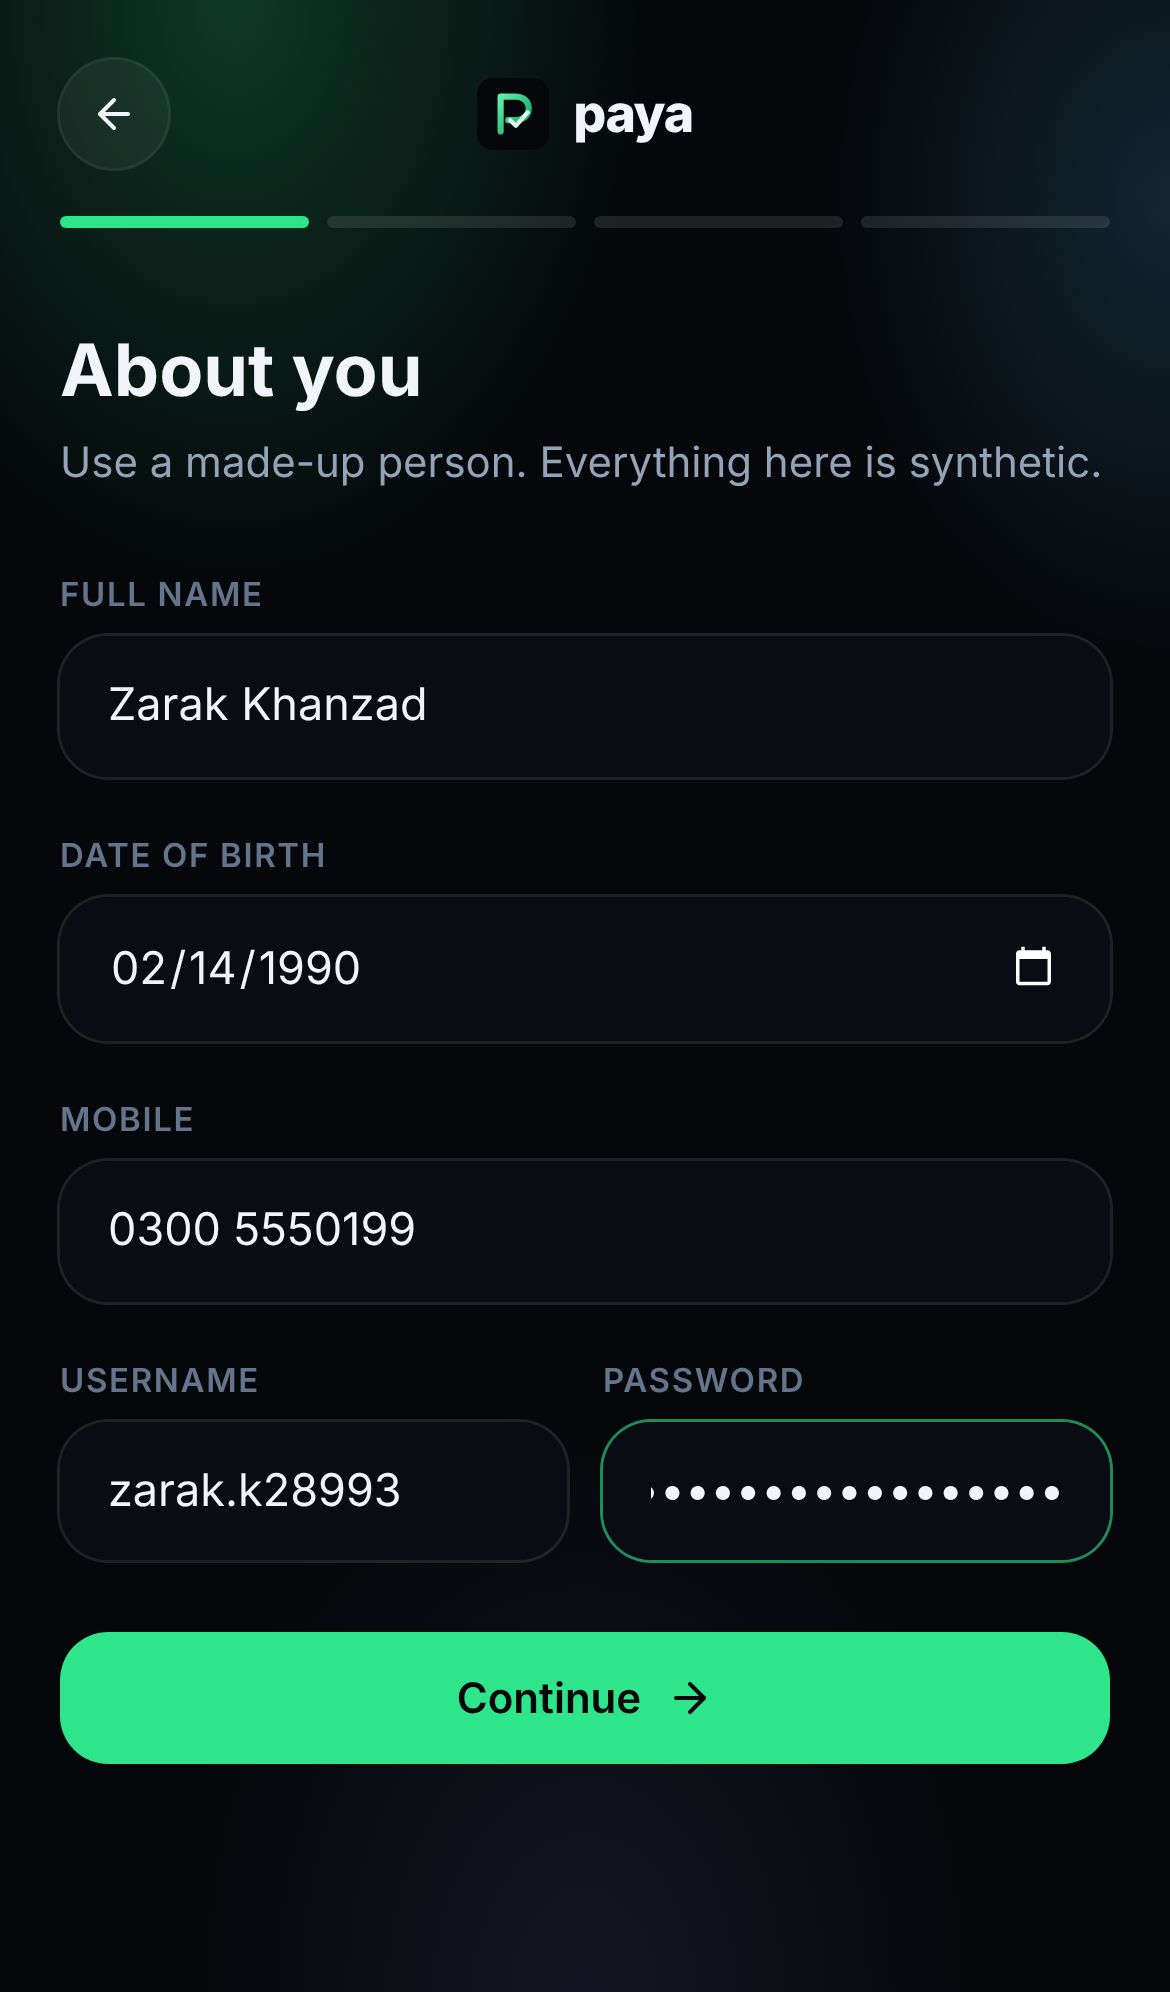 paya
About you
Use a made-up person. Everything here is synthetic.
FULL NAME
Zarak Khanzad
DATE OF BIRTH
02/14/1990
MOBILE
0300 5550199
USERNAME
PASSWORD
zarak.k28993
Continue